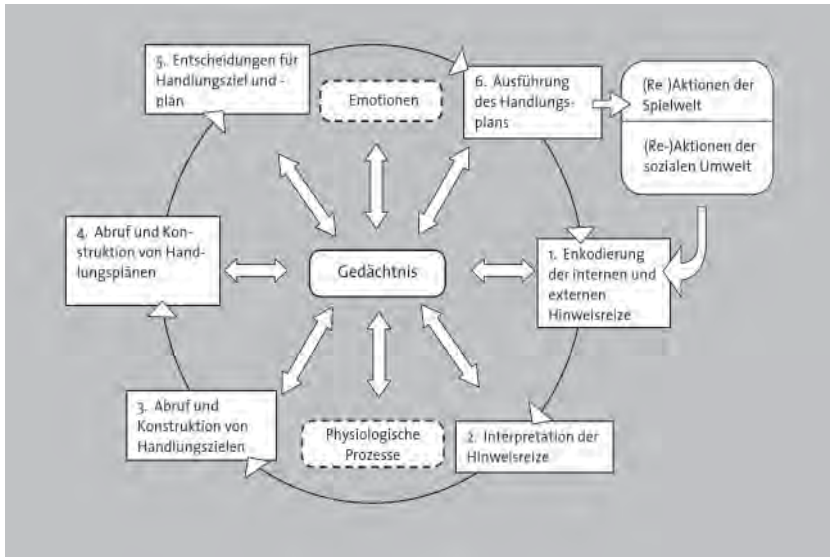 5. Entscheidungen für
Handlungsziel und -
plan
Emotionen
6. Ausführung
des Handlungs-
plans
(Re-)Aktionen der
Spielwelt
(Re-)Aktionen der
sozialen Umwelt
4. Abruf und Kon-
struktion von Hand-
lungsplänen
Gedächtnis
1. Enkodierung
der internen und
externen
Hinweisreize
3. Abruf und
Konstruktion von
Handlungszielen
Physiologische
Prozesse
2. Interpretation der
Hinweisreize